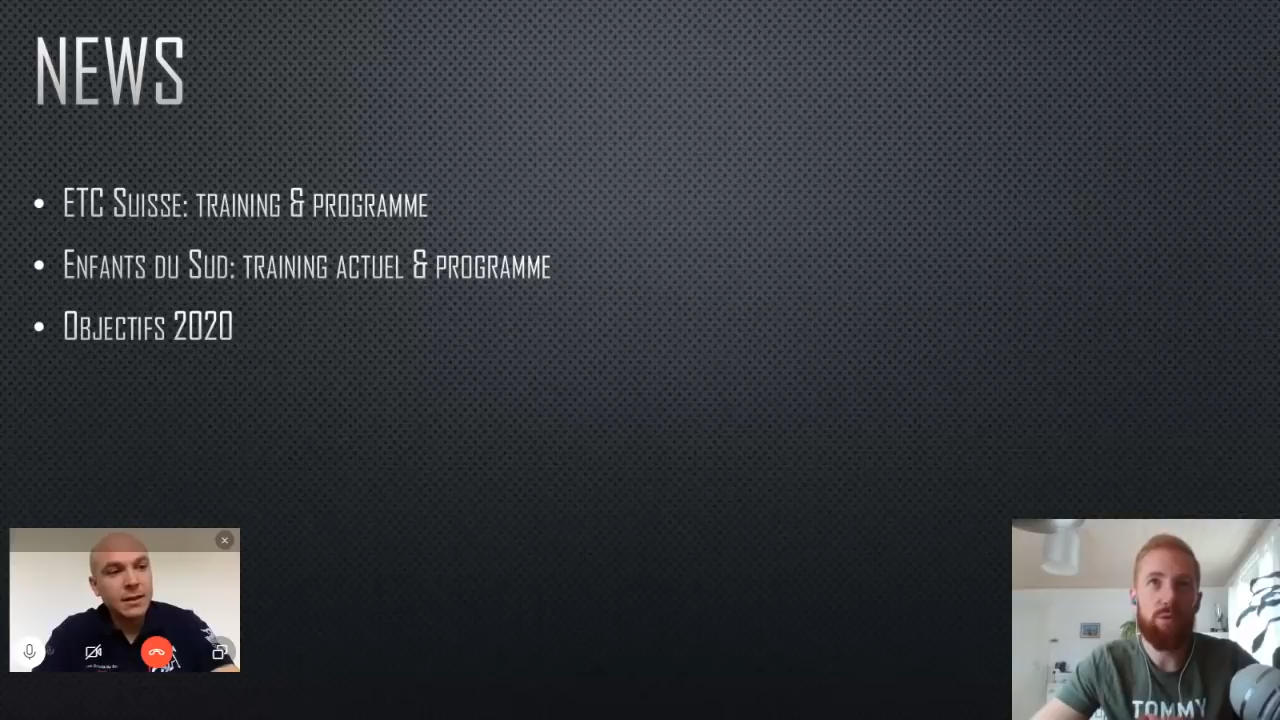 NEWS
• ETC Suisse: training & programme
• Enfants du Sud: training actuel & programme
• Objectifs 2020
TOMMY